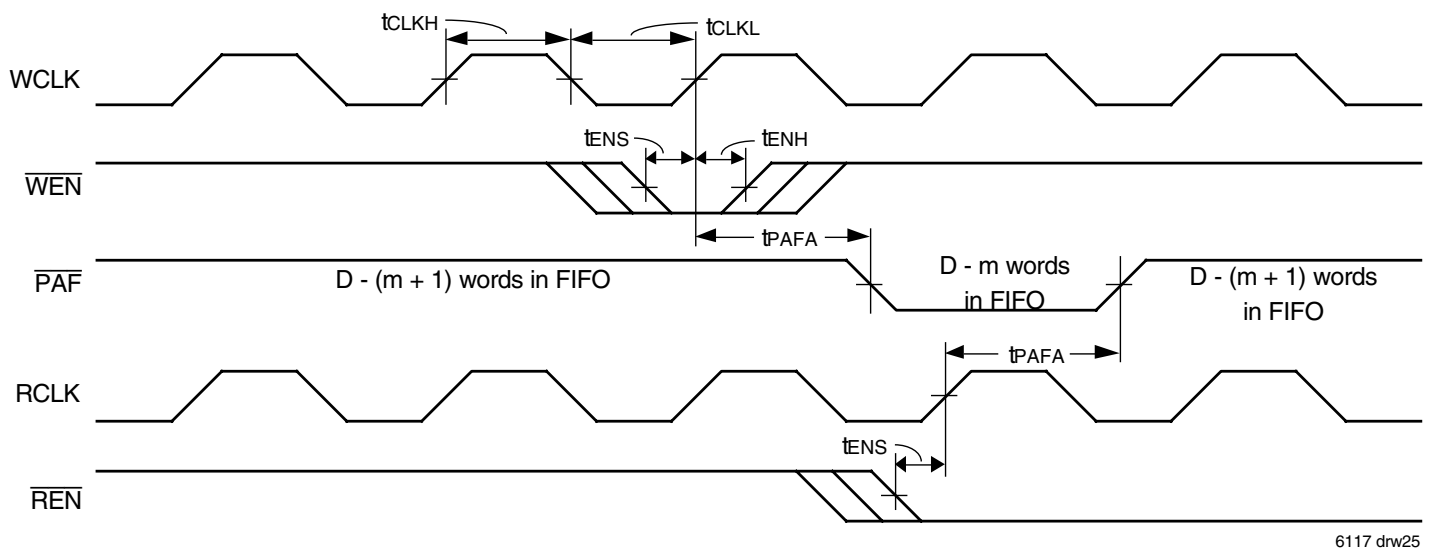 tCLKH
tCLKL
WCLK
tENS
tENH
WEN
tPAFA
PAF
D - (m + 1) words in FIFO
D - m words
in FIFO
D - (m + 1) words
in FIFO
tPAFA
RCLK
tENS
REN
6117 drw25